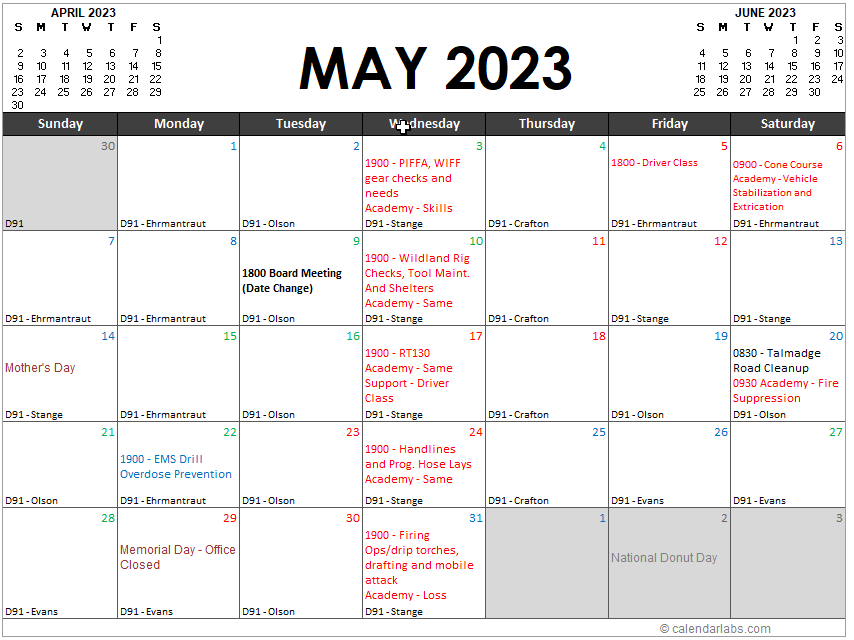 APRIL 2023
S M T W T F S
1
2 3 4 5 6 7 8
9 10 11 12 13 14 15
16 17 18 19 20 21 22
23 24 25 26 27 28 29
30
MAY 2023
JUNE 2023
S M T W T F S
1 2 3
4 5 6 7 8 9 10
11 12 13 14 15 16 17
18 19 20 21 22 23 24
25 26 27 28 29 30
Sunday Monday Tuesday Wednesday Thursday Friday Saturday
30
D91
1
D91 - Ehrmantraut
2
D91 - Olson
3
1900 - PIFFA, WIFF
gear checks and
needs
Academy - Skills
D91 - Stange
4
D91 - Crafton
5
1800 - Driver Class
D91 - Ehrmantraut
6
0900 - Cone Course
Academy - Vehicle
Stabilization and
Extrication
D91 - Ehrmantraut
7
D91 - Ehrmantraut
8
D91 - Ehrmantraut
9
1800 Board Meeting
(Date Change)
D91 - Olson
10
1900 - Wildland Rig
Checks, Tool Maint.
And Shelters
Academy - Same
D91 - Stange
11
D91 - Crafton
12
D91 - Stange
13
D91 - Stange
14
Mother's Day
D91 - Stange
15
D91 - Ehrmantraut
16
D91 - Olson
17
1900 - RT130
Academy - Same
Support - Driver
Class
D91 - Stange
18
D91 - Crafton
19
D91 - Olson
20
0830 - Talmadge
Road Cleanup
0930 Academy - Fire
Suppression
D91 - Olson
21
D91 - Olson
22
1900 - EMS Drill
Overdose Prevention
D91 - Ehrmantraut
23
D91 - Olson
24
1900 - Handlines
and Prog. Hose Lays
Academy - Same
D91 - Stange
25
D91 - Crafton
26
D91 - Evans
27
D91 - Evans
28
D91 - Evans
29
Memorial Day - Office
Closed
D91 - Evans
30
D91 - Olson
31
1900 - Firing
Ops/drip torches,
drafting and mobile
attack
Academy - Loss
D91 - Stange
1
2
National Donut Day
3
© calendarlabs.com